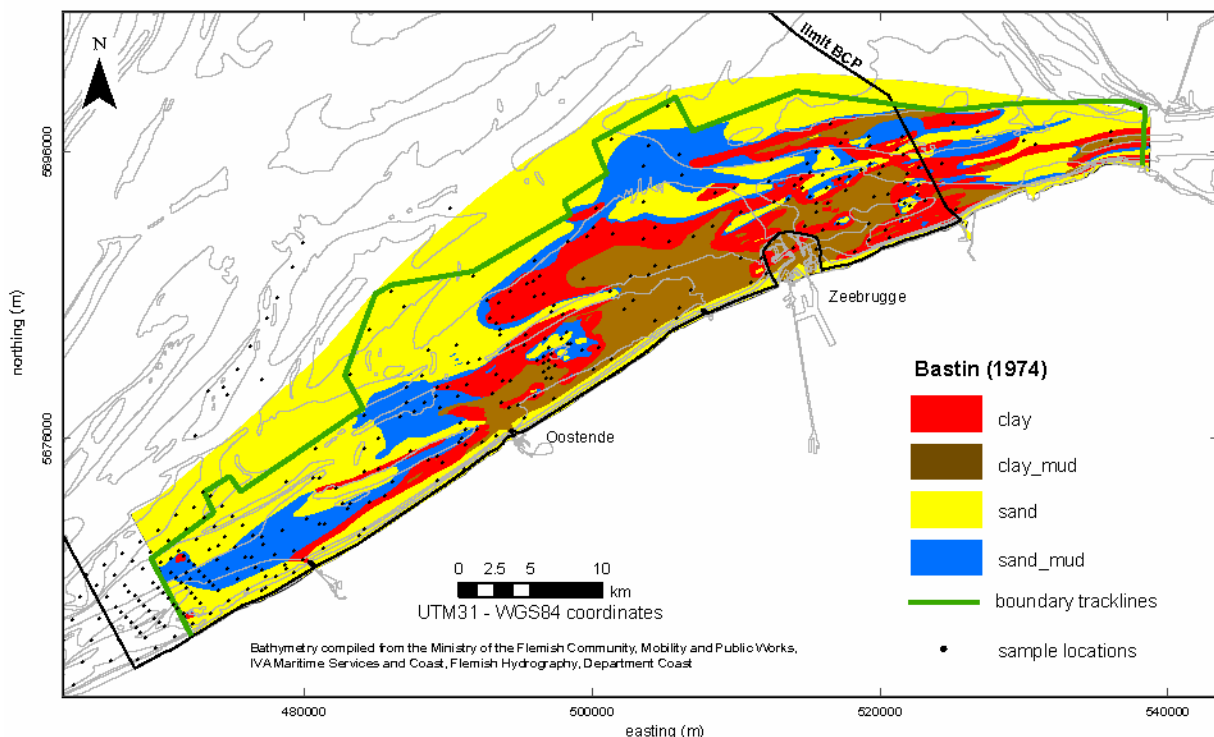 N
limit BCP
Zeebrugge
Oostende
northing (m)
5696000
5676000
Bastin (1974)
clay
clay_mud
sand
sand_mud
boundary tracklines
sample locations
0 2.5 5 10
km
UTM31 - WGS84 coordinates
Bathymetry compiled from the Ministry of the Flemish Community, Mobility and Public Works,
IVA Maritime Services and Coast, Flemish Hydrography, Department Coast
480000 500000 520000 540000
easting (m)